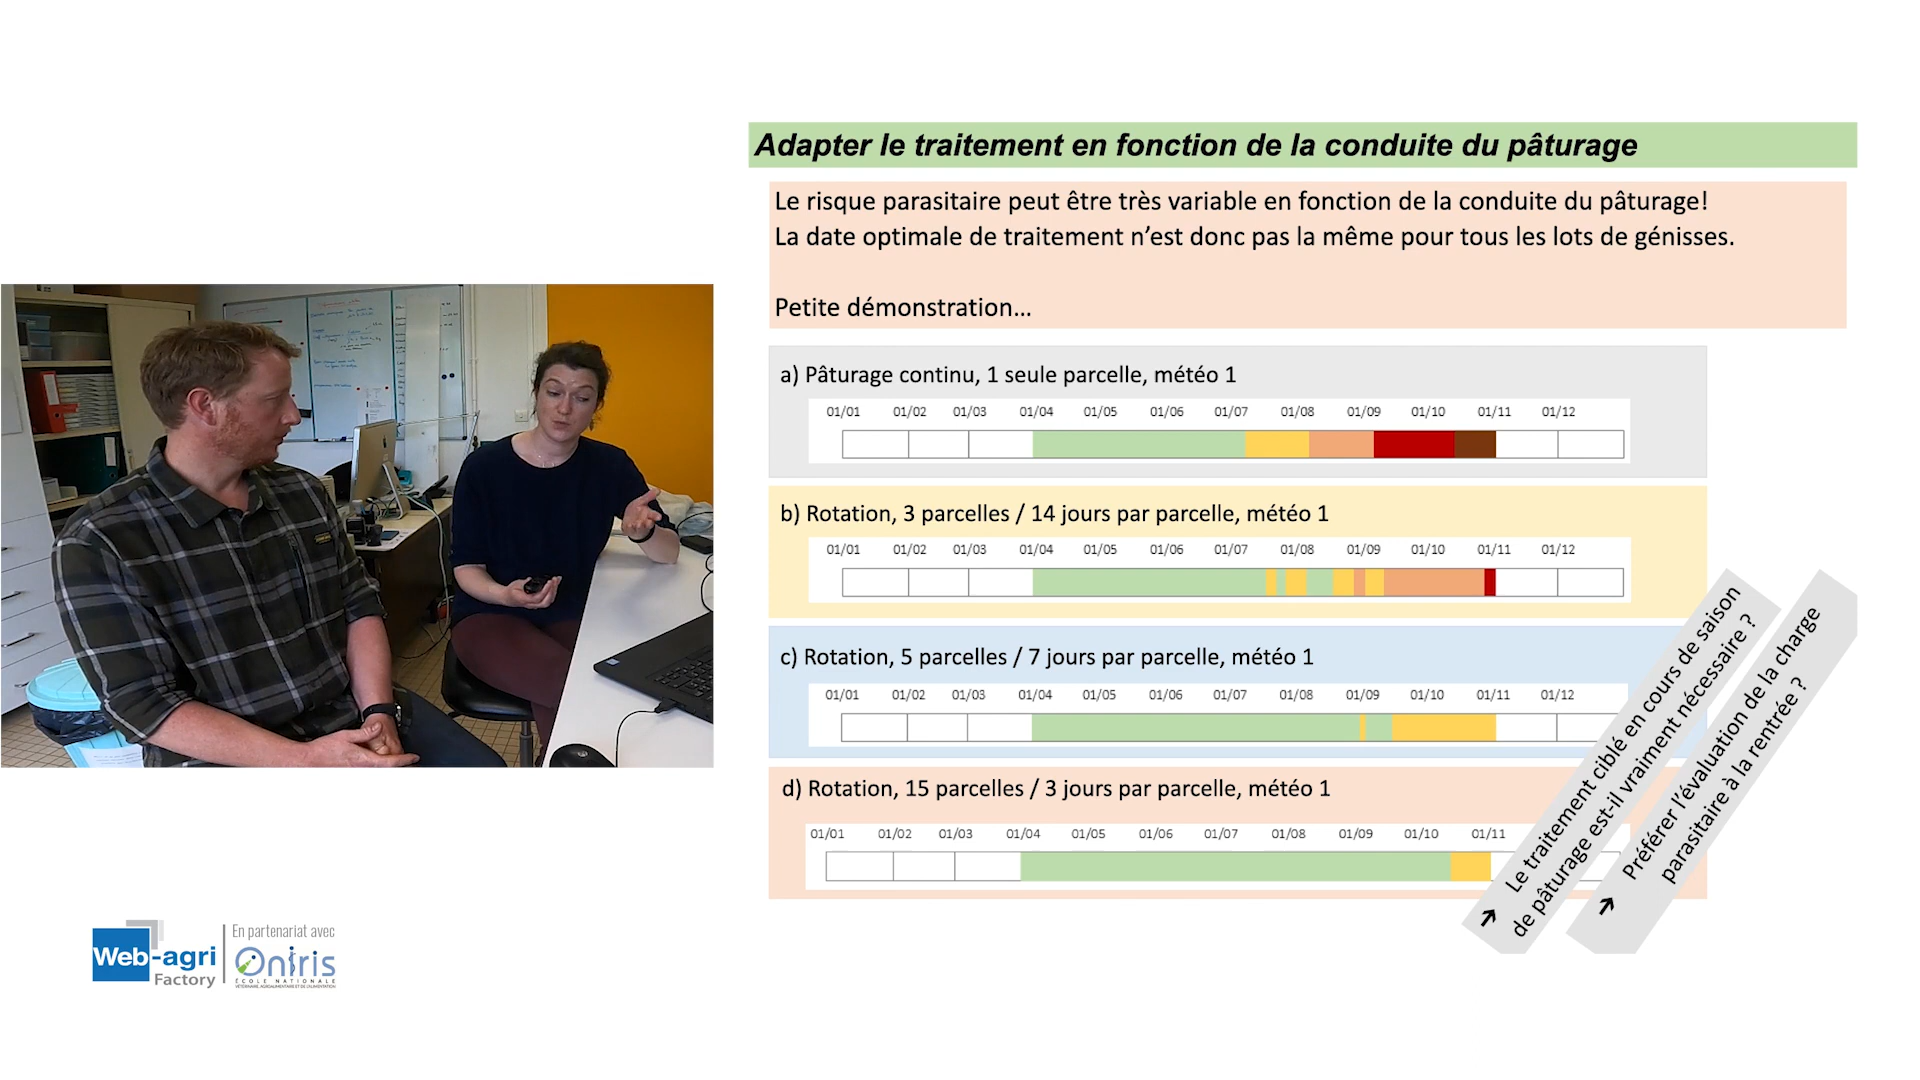 Adapter le traitement en fonction de la conduite du pâturage
Le risque parasitaire peut être très variable en fonction de la conduite du pâturage!
La date optimale de traitement n’est donc pas la même pour tous les lots de génisses.
Petite démonstration…
a) Pâturage continu, 1 seule parcelle, météo 1
01/01 01/02 01/03 01/04 01/05 01/06 01/07 01/08 01/09 01/10 01/11 01/12
b) Rotation, 3 parcelles / 14 jours par parcelle, météo 1
01/01 01/02 01/03 01/04 01/05 01/06 01/07 01/08 01/09 01/10 01/11 01/12
c) Rotation, 5 parcelles / 7 jours par parcelle, météo 1
01/01 01/02 01/03 01/04 01/05 01/06 01/07 01/08 01/09 01/10 01/11 01/12
d) Rotation, 15 parcelles / 3 jours par parcelle, météo 1
01/01 01/02 01/03 01/04 01/05 01/06 01/07 01/08 01/09 01/10 01/11
➔ Le traitement ciblé en cours de saison
de pâturage est-il vraiment nécessaire ?
➔ Préférer l’évaluation de la charge
parasitaire à la rentrée ?
Web-agri
Factory
En partenariat avec
Oniris
ÉCOLE NATIONALE
VÉTÉRINAIRE, AGROALIMENTAIRE ET DE L'ALIMENTATION